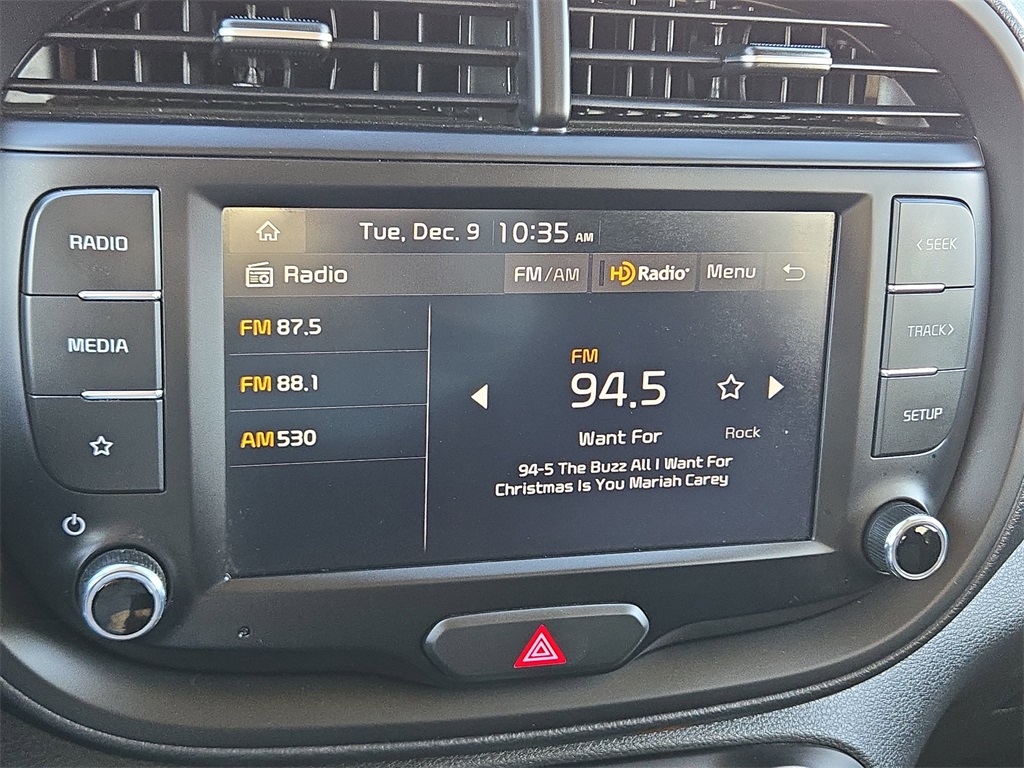 Tue, Dec. 9 10:35 AM
Radio FM/AM HD Radio Menu
RADIO
MEDIA
FM 87.5
FM 88.1
AM 530
FM
94.5
Want For Rock
94-5 The Buzz All I Want For
Christmas Is You Mariah Carey
< SEEK
TRACK >
SETUP